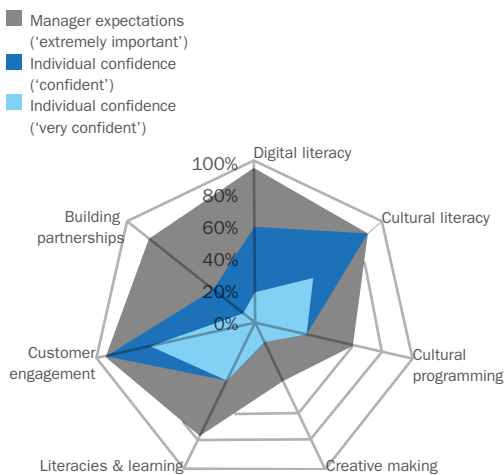 Manager expectations
(‘extremely important’)
Individual confidence
(‘confident’)
Individual confidence
(‘very confident’)
Digital literacy
100%
80%
60%
40%
20%
0%
Cultural literacy
Building
partnerships
Customer
engagement
Cultural
programming
Literacies & learning
Creative making